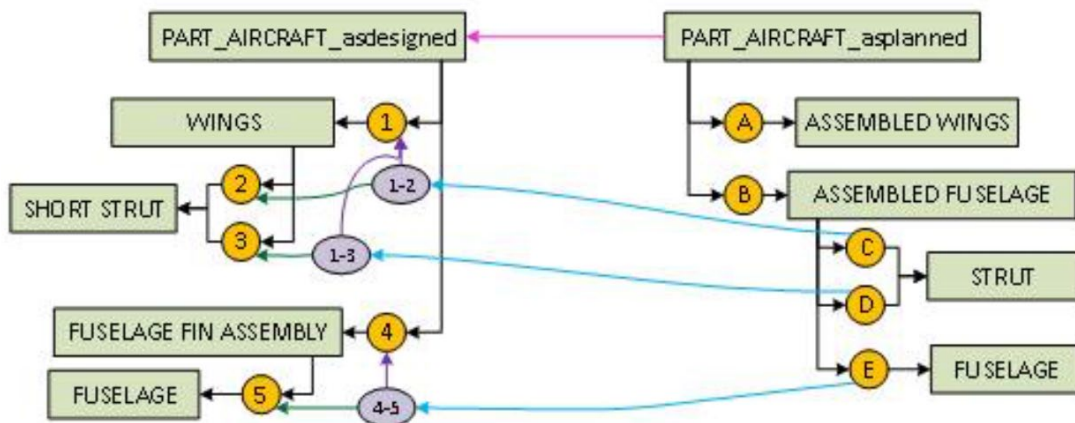 PART_AIRCRAFT_asdesigned
PART_AIRCRAFT_asplanned
WINGS
1
A
ASSEMBLED WINGS
2
1-2
B
ASSEMBLED FUSELAGE
SHORT STRUT
3
1-3
C
STRUT
D
FUSELAGE FIN ASSEMBLY
4
E
FUSELAGE
FUSELAGE
5
4-5